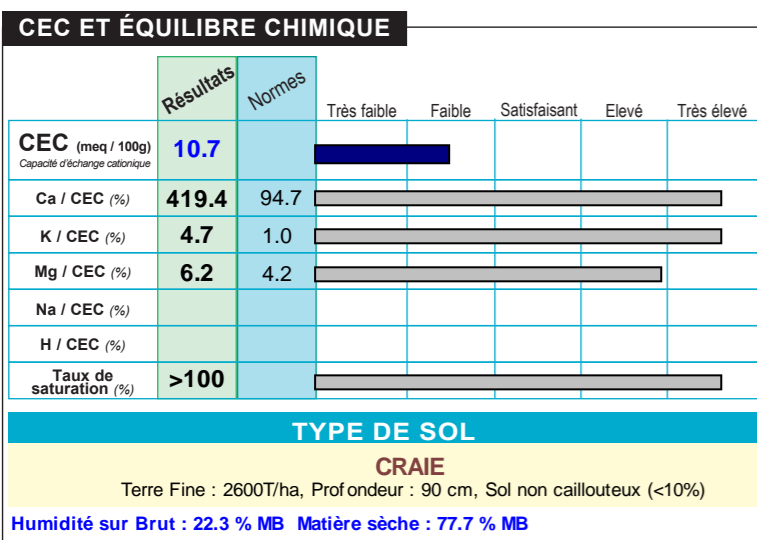 CEC ET ÉQUILIBRE CHIMIQUE
Résultats Normes Très faible Faible Satisfaisant Elevé Très élevé
CEC (meq / 100g) 10.7
Capacité d'échange cationique
Ca / CEC (%) 419.4 94.7
K / CEC (%) 4.7 1.0
Mg / CEC (%) 6.2 4.2
Na / CEC (%)
H / CEC (%)
Taux de
saturation (%) >100
TYPE DE SOL
CRAIE
Terre Fine : 2600T/ha, Profondeur : 90 cm, Sol non caillouteux (<10%)
Humidité sur Brut : 22.3 % MB Matière sèche : 77.7 % MB